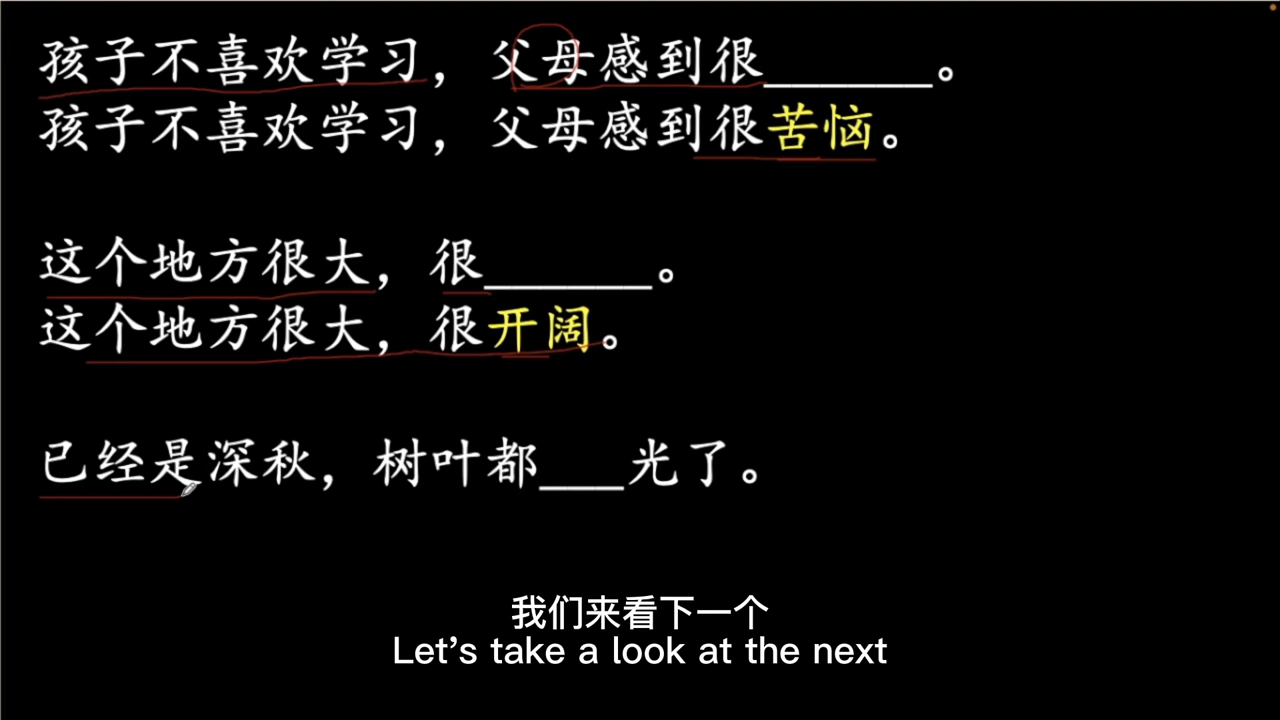 孩子不喜欢学习，父母感到很______。
孩子不喜欢学习，父母感到很苦恼。
这个地方很大，很______。
这个地方很大，很开阔。
已经是深秋，树叶都___光了。
我们来看下一个
Let's take a look at the next